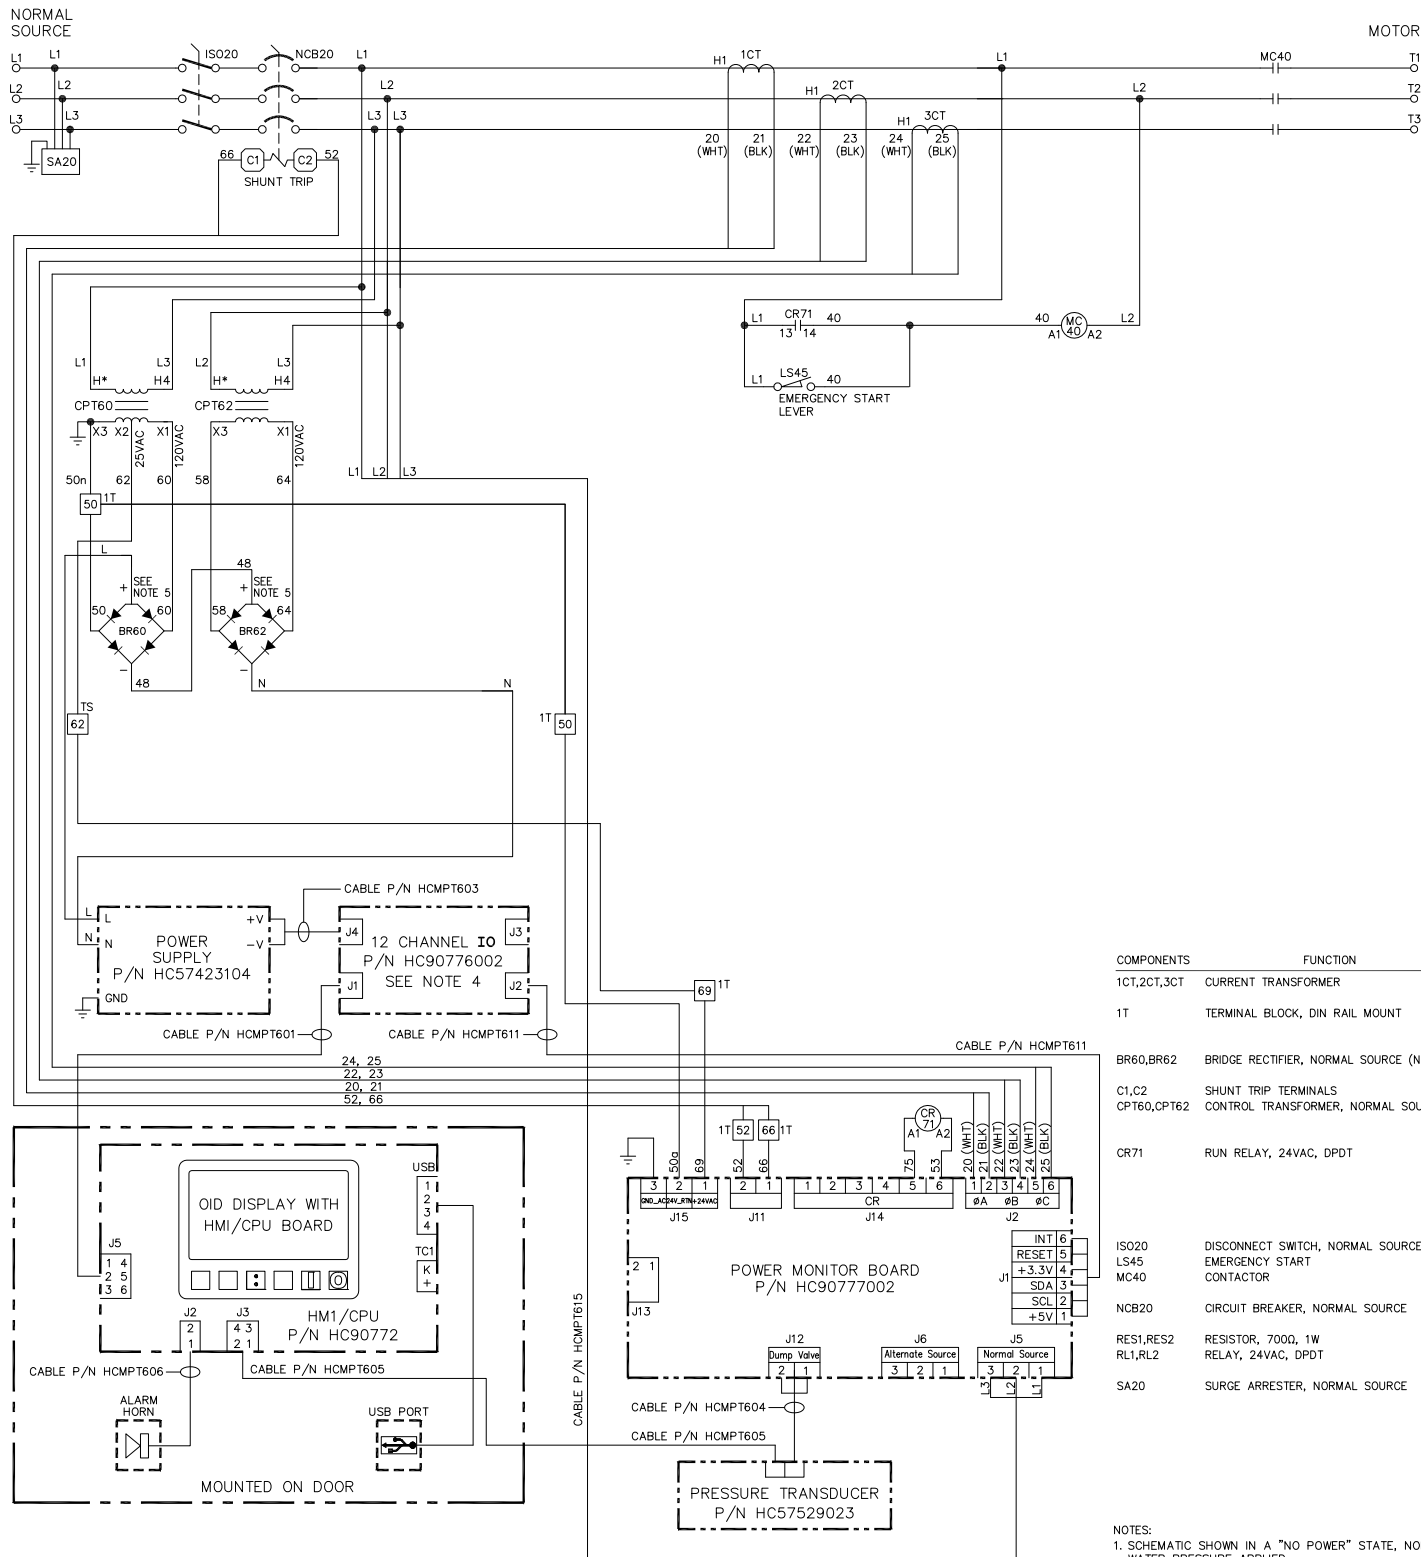 NORMAL
SOURCE
MOTOR
L1 L1 ISO20 NCB20 L1 H1 1CT L1 MC40 T1
L2 L2 L2 H1 2CT L2 T2
L3 L3 L3 L3 H1 3CT T3
20 21 22 23 24 25
(WHT) (BLK) (WHT) (BLK) (WHT) (BLK)
SA20
66 C1 C2 52
SHUNT TRIP
L1 CR71 40 40 MC L2
13 14 A1 40 A2
L1 LS45 40
EMERGENCY START
LEVER
L1 L3 L2 L3
H* H4 H* H4
CPT60 CPT62
X3 X2 X1 X3 X1
25VAC 120VAC 120VAC
L1 L2 L3
50n 62 60 58 64
50 1T
L
48
+ SEE
NOTE 5
+ SEE
NOTE 5
50 60 58 64
BR60 BR62
- -
48 N N
TS
62
1T 50
CABLE P/N HCMPT603
L L +V
N N -V
POWER
SUPPLY
P/N HC57423104
GND
J4 J3
12 CHANNEL IO
P/N HC90776002
SEE NOTE 4
J1 J2
69 1T
CABLE P/N HCMPT601
CABLE P/N HCMPT611
CABLE P/N HCMPT611
24, 25
22, 23
20, 21
52, 66
1T 52 66 1T
CR
71
A1 A2
50a 69 52 66 75 53
20 (WHT)
21 (BLK)
22 (WHT)
23 (BLK)
24 (WHT)
25 (BLK)
3 2 1 2 1 1 2 3 4 5 6 1 2 3 4 5 6
GND_AC 24V_RTN +24VAC CR ØA ØB ØC
J15 J11 J14 J2
USB
1
2
3
4
OID DISPLAY WITH
HMI/CPU BOARD
TC1
K
+
J5
1 4
2 5
3 6
HM1/CPU
P/N HC90772
J2
2
1
J3
4 3
2 1
2 1
J13
POWER MONITOR BOARD
P/N HC90777002
J1
INT 6
RESET 5
+3.3V 4
SDA 3
SCL 2
+5V 1
J12 J6 J5
Dump Valve Alternate Source Normal Source
2 1 3 2 1 3 2 1
L3 L2 L1
CABLE P/N HCMPT615
CABLE P/N HCMPT606
CABLE P/N HCMPT605
ALARM
HORN
USB PORT
MOUNTED ON DOOR
CABLE P/N HCMPT604
CABLE P/N HCMPT605
PRESSURE TRANSDUCER
P/N HC57529023
COMPONENTS FUNCTION
1CT,2CT,3CT CURRENT TRANSFORMER
1T TERMINAL BLOCK, DIN RAIL MOUNT
BR60,BR62 BRIDGE RECTIFIER, NORMAL SOURCE (N
C1,C2 SHUNT TRIP TERMINALS
CPT60,CPT62 CONTROL TRANSFORMER, NORMAL SOU
CR71 RUN RELAY, 24VAC, DPDT
ISO20 DISCONNECT SWITCH, NORMAL SOURCE
LS45 EMERGENCY START
MC40 CONTACTOR
NCB20 CIRCUIT BREAKER, NORMAL SOURCE
RES1,RES2 RESISTOR, 700Ω, 1W
RL1,RL2 RELAY, 24VAC, DPDT
SA20 SURGE ARRESTER, NORMAL SOURCE
NOTES:
1. SCHEMATIC SHOWN IN A "NO POWER" STATE, NO
WATER PRESSURE APPLIED